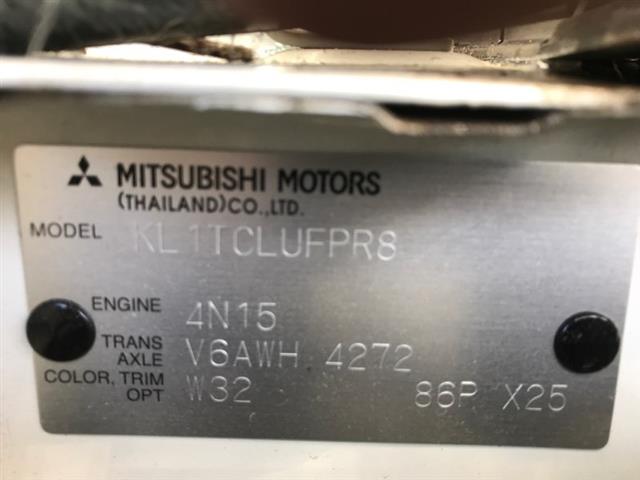 MITSUBISHI MOTORS
(THAILAND)CO.,LTD.
MODEL KL1TCLUFPR8
ENGINE 4N15
TRANS AXLE V6AWH 4272
COLOR, TRIM OPT W32 86P X25